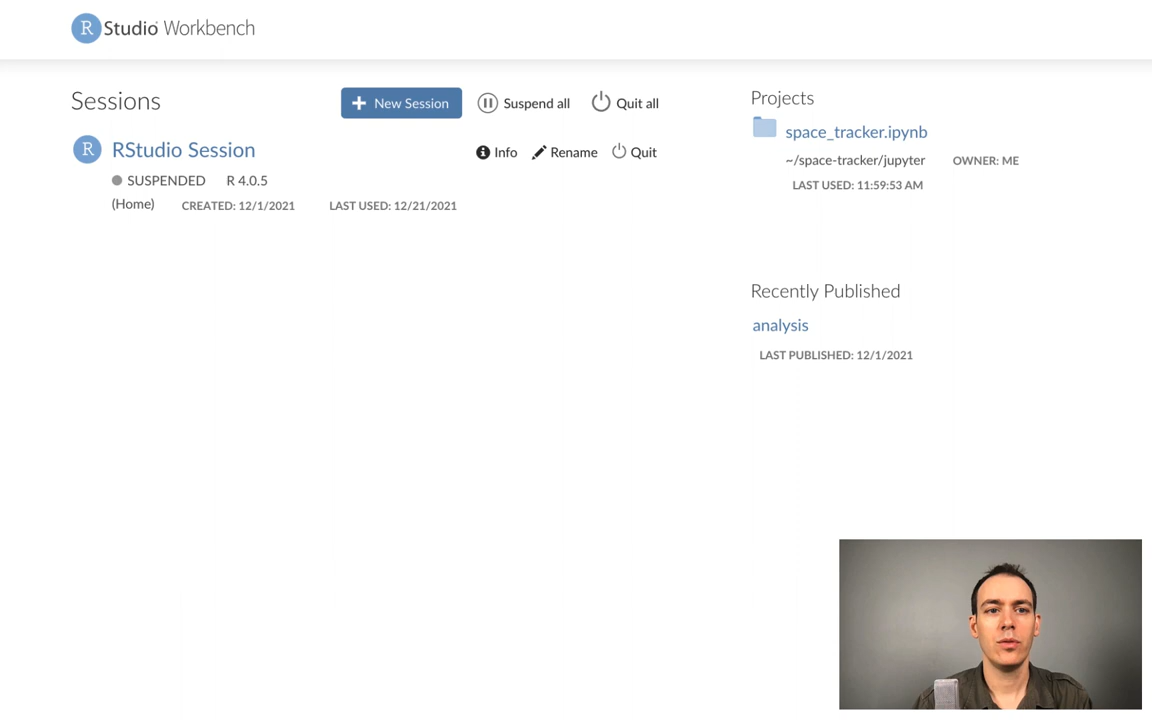 R Studio Workbench
Sessions
New Session
Suspend all
Quit all
R
RStudio Session
Info
Rename
Quit
SUSPENDED R 4.0.5
(Home) CREATED: 12/1/2021 LAST USED: 12/21/2021
Projects
space_tracker.ipynb
~/space-tracker/jupyter OWNER: ME
LAST USED: 11:59:53 AM
Recently Published
analysis
LAST PUBLISHED: 12/1/2021